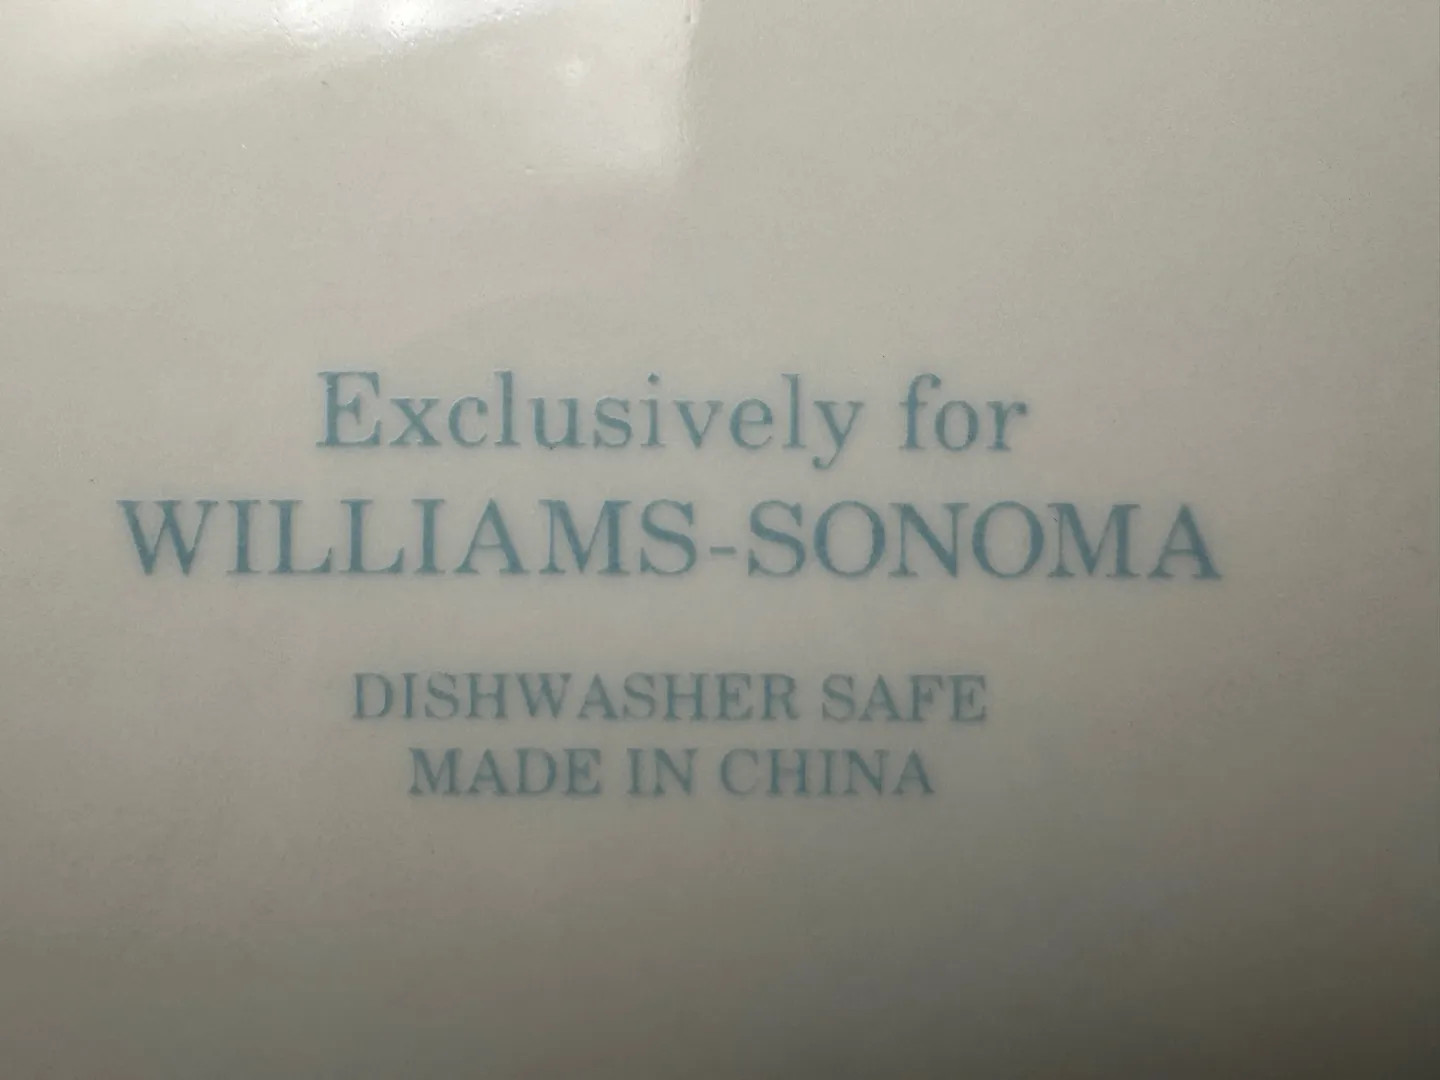 Exclusively for
WILLIAMS-SONOMA
DISHWASHER SAFE
MADE IN CHINA